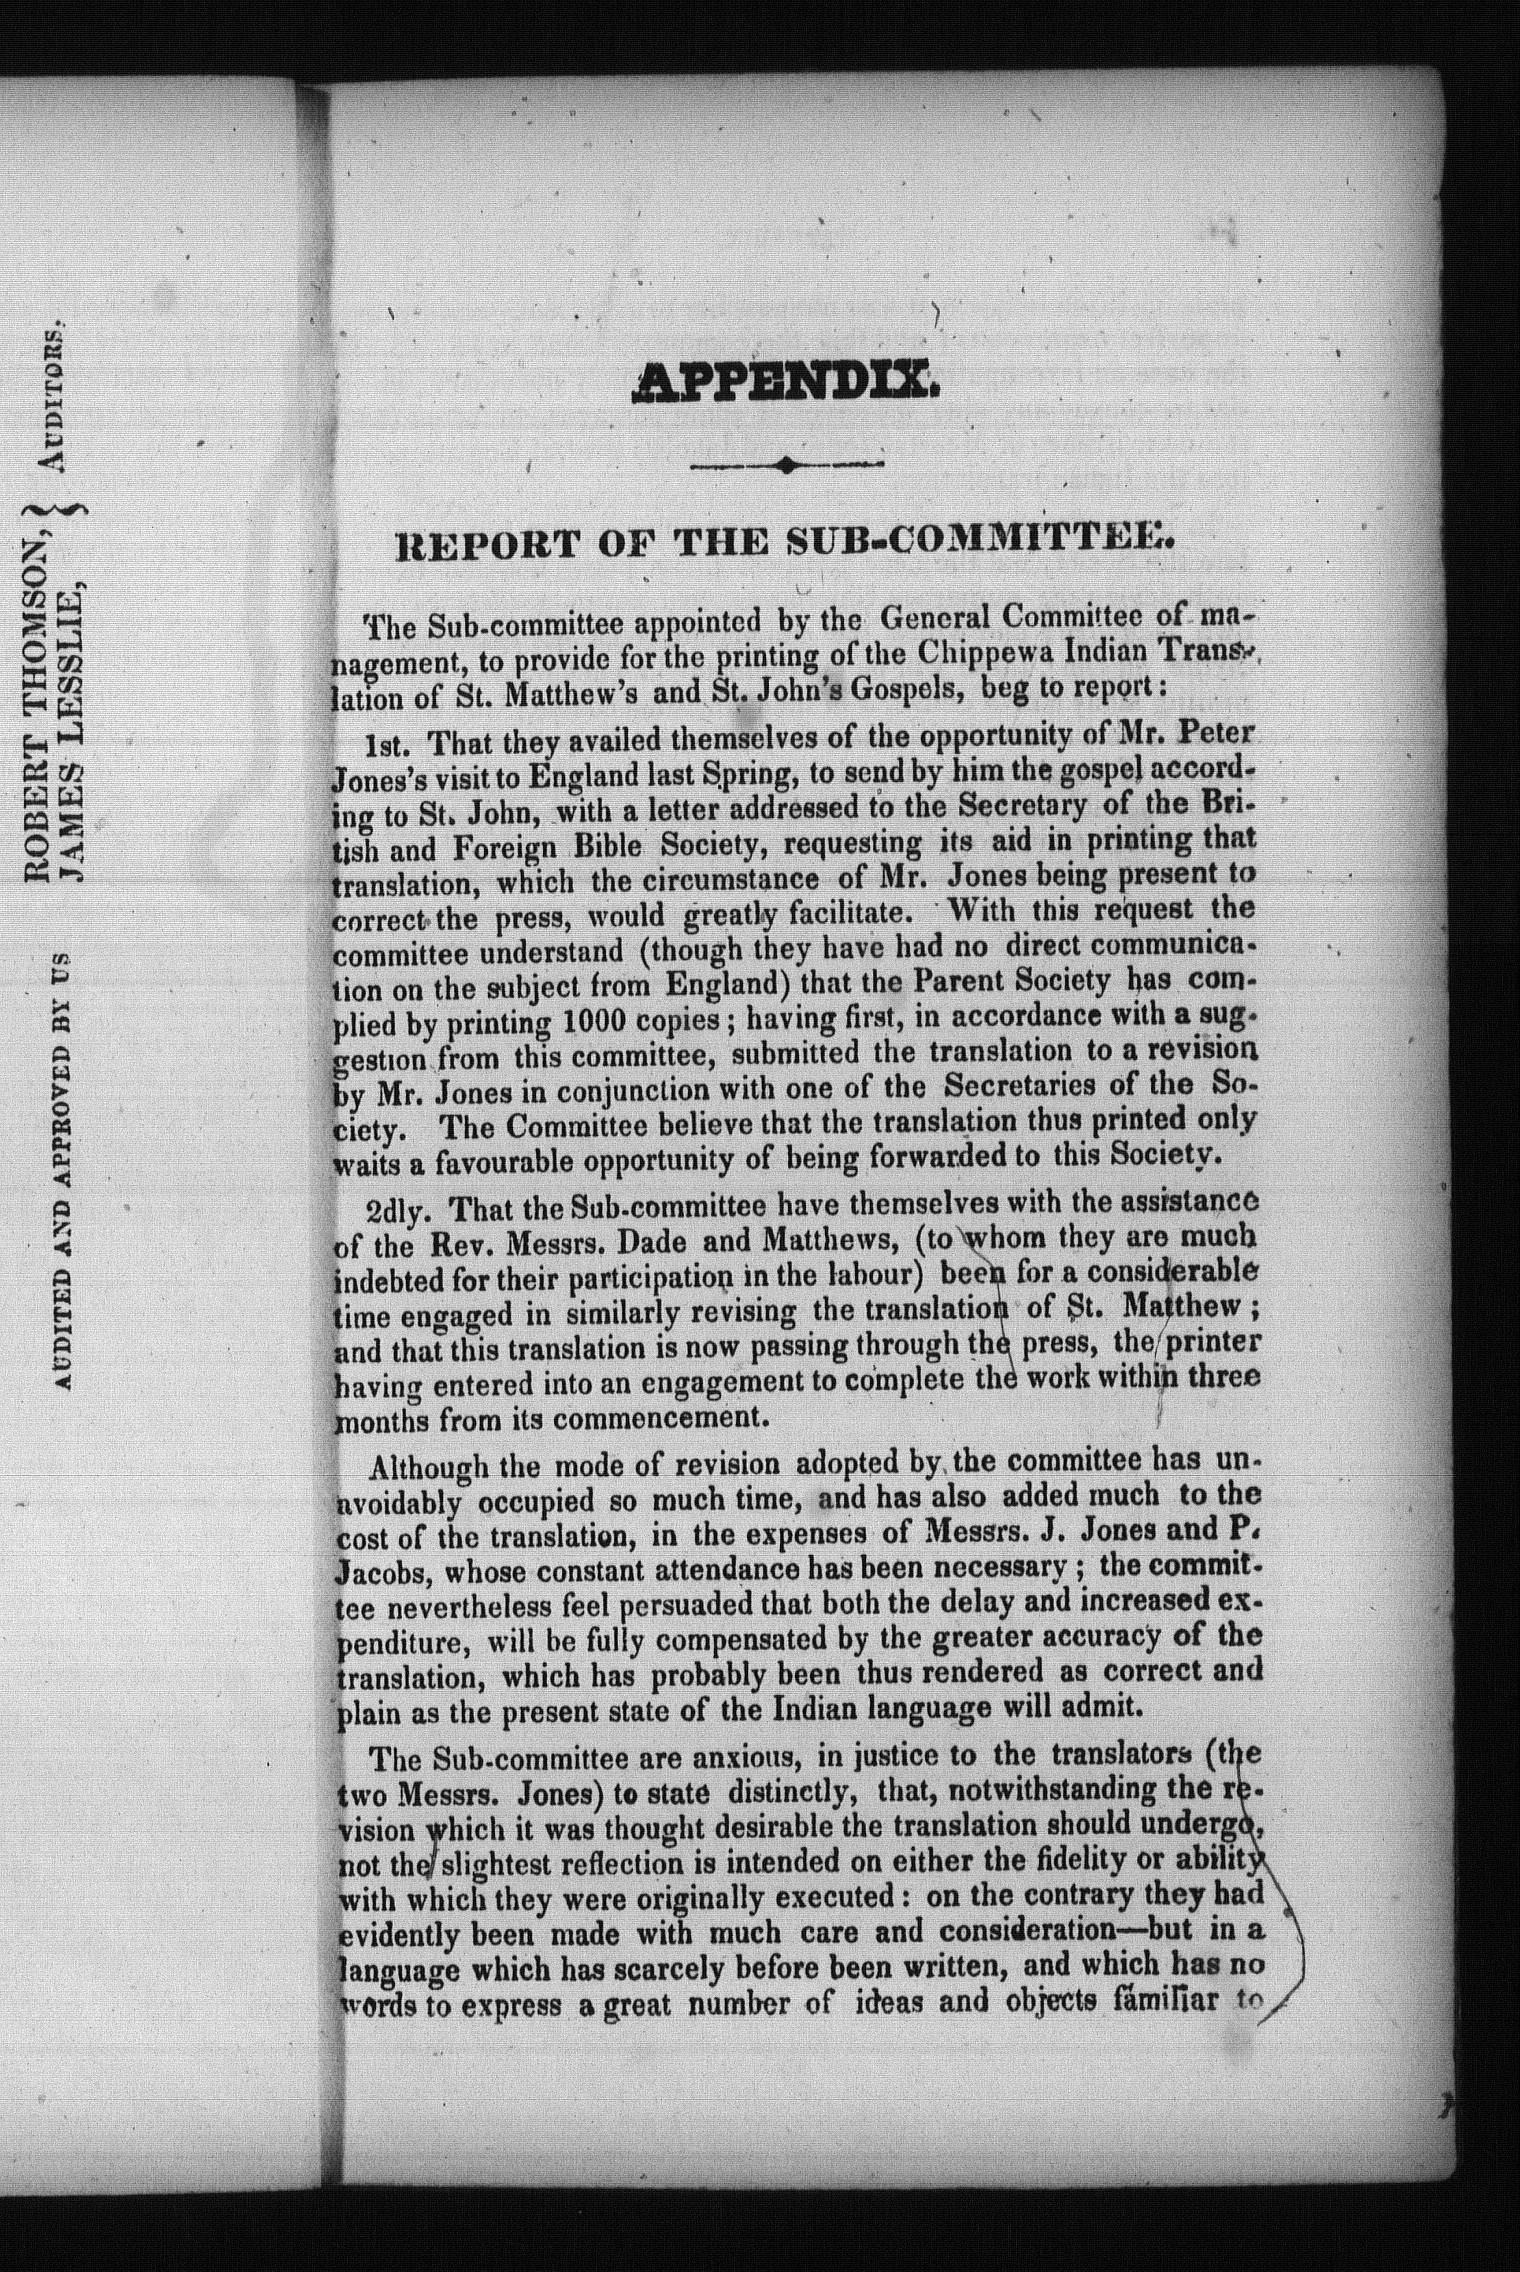 AUDITED AND APPROVED BY US
ROBERT THOMSON, } AUDITORS.
JAMES LESSLIE, }
APPENDIX.
REPORT OF THE SUB-COMMITTEE.
The Sub-committee appointed by the General Committee of ma-
nagement, to provide for the printing of the Chippewa Indian Trans-
lation of St. Matthew's and St. John's Gospels, beg to report:
1st. That they availed themselves of the opportunity of Mr. Peter
Jones's visit to England last Spring, to send by him the gospel accord-
ing to St. John, with a letter addressed to the Secretary of the Bri-
tish and Foreign Bible Society, requesting its aid in printing that
translation, which the circumstance of Mr. Jones being present to
correct the press, would greatly facilitate. With this request the
committee understand (though they have had no direct communica-
tion on the subject from England) that the Parent Society has com-
plied by printing 1000 copies; having first, in accordance with a sug-
gestion from this committee, submitted the translation to a revision
by Mr. Jones in conjunction with one of the Secretaries of the So-
ciety. The Committee believe that the translation thus printed only
waits a favourable opportunity of being forwarded to this Society.
2dly. That the Sub-committee have themselves with the assistance
of the Rev. Messrs. Dade and Matthews, (to whom they are much
indebted for their participation in the labour) been for a considerable
time engaged in similarly revising the translation of St. Matthew;
and that this translation is now passing through the press, the printer
having entered into an engagement to complete the work within three
months from its commencement.
Although the mode of revision adopted by the committee has un-
avoidably occupied so much time, and has also added much to the
cost of the translation, in the expenses of Messrs. J. Jones and P.
Jacobs, whose constant attendance has been necessary; the commit-
tee nevertheless feel persuaded that both the delay and increased ex-
penditure, will be fully compensated by the greater accuracy of the
translation, which has probably been thus rendered as correct and
plain as the present state of the Indian language will admit.
The Sub-committee are anxious, in justice to the translators (the
two Messrs. Jones) to state distinctly, that, notwithstanding the re-
vision which it was thought desirable the translation should undergo,
not the slightest reflection is intended on either the fidelity or ability
with which they were originally executed: on the contrary they had
evidently been made with much care and consideration—but in a
language which has scarcely before been written, and which has no
words to express a great number of ideas and objects familiar to